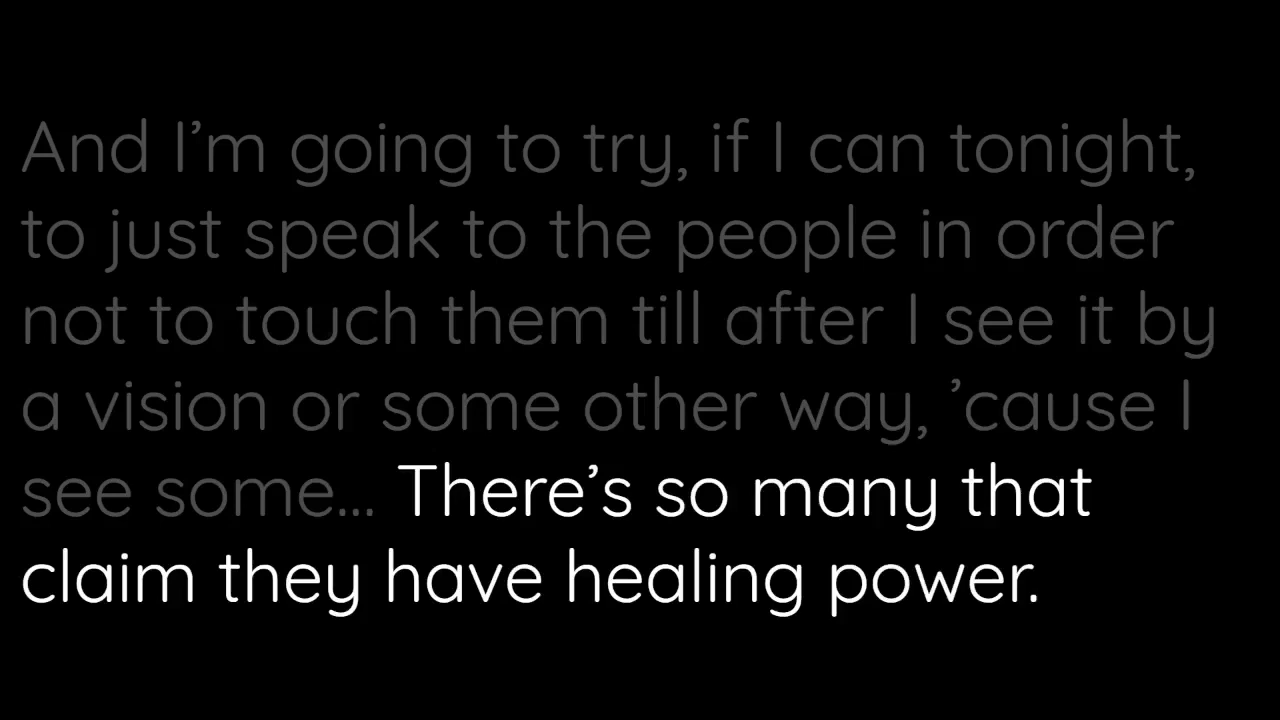 And I’m going to try, if I can tonight,
to just speak to the people in order
not to touch them till after I see it by
a vision or some other way, ’cause I
see some... There’s so many that
claim they have healing power.